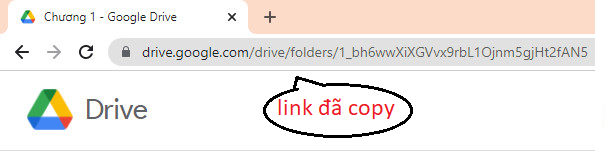 Chương 1 - Google Drive
drive.google.com/drive/folders/1_bh6wwXiXGVvx9rbL1Ojnm5gjHt2fAN5
Drive
link đã copy